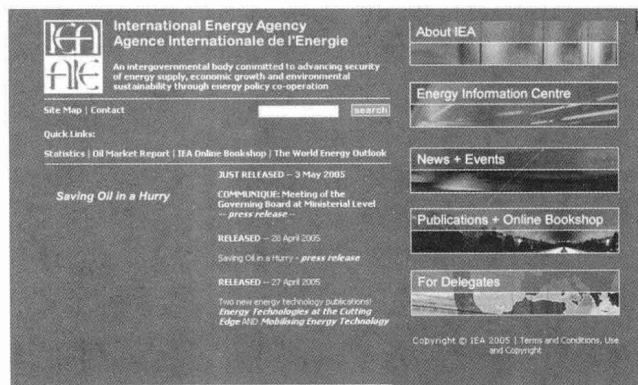 IEA
AIE
International Energy Agency
Agence Internationale de l'Energie
An intergovernmental body committed to advancing security
of energy supply, economic growth and environmental
sustainability through energy policy co-operation
Site Map | Contact
search
Quick Links:
Statistics | Oil Market Report | IEA Online Bookshop | The World Energy Outlook
Saving Oil in a Hurry
JUST RELEASED -- 3 May 2005
COMMUNIQUE: Meeting of the
Governing Board at Ministerial Level
-- press release --
RELEASED -- 28 April 2005
Saving Oil in a Hurry - press release
RELEASED -- 27 April 2005
Two new energy technology publications!
Energy Technologies at the Cutting
Edge AND Mobilising Energy Technology
About IEA
Energy Information Centre
News + Events
Publications + Online Bookshop
For Delegates
Copyright © IEA 2005 | Terms and Conditions, Use
and Copyright